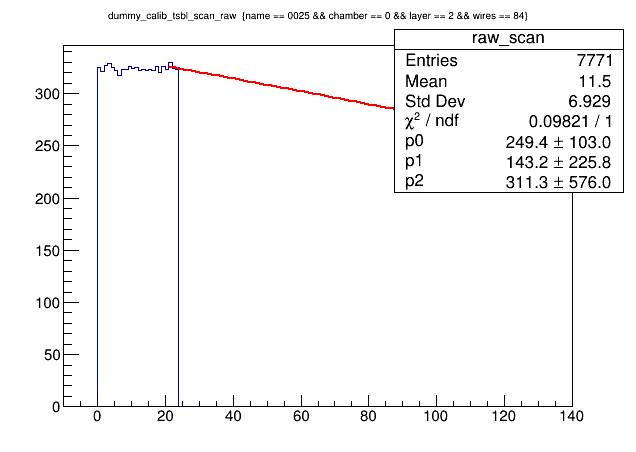 dummy_calib_tsbl_scan_raw {name == 0025 && chamber == 0 && layer == 2 && wires == 84}
raw_scan
Entries 7771
Mean 11.5
Std Dev 6.929
χ² / ndf 0.09821 / 1
p0 249.4 ± 103.0
p1 143.2 ± 225.8
p2 311.3 ± 576.0
300
250
200
150
100
50
0
0 20 40 60 80 100 120 140